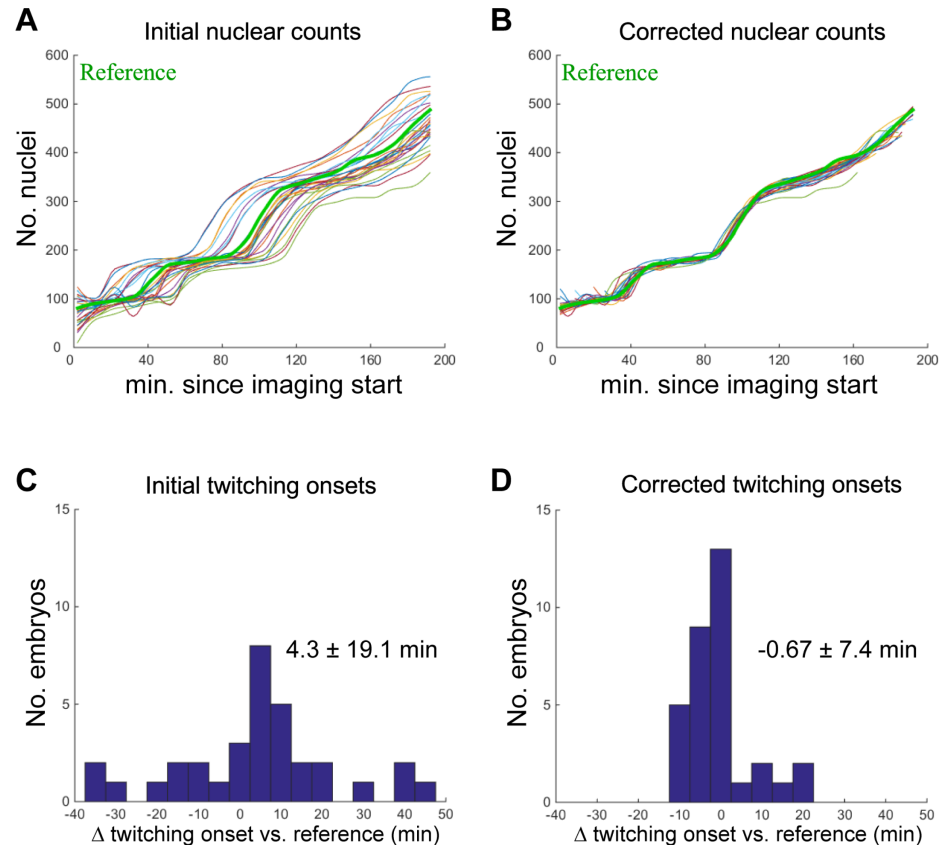 A
Initial nuclear counts
Reference
No. nuclei
600
500
400
300
200
100
0
0 40 80 120 160 200
min. since imaging start
B
Corrected nuclear counts
Reference
No. nuclei
600
500
400
300
200
100
0
0 40 80 120 160 200
min. since imaging start
C
Initial twitching onsets
No. embryos
15
10
5
0
4.3 ± 19.1 min
-40 -30 -20 -10 0 10 20 30 40 50
Δ twitching onset vs. reference (min)
D
Corrected twitching onsets
No. embryos
15
10
5
0
-0.67 ± 7.4 min
-40 -30 -20 -10 0 10 20 30 40 50
Δ twitching onset vs. reference (min)